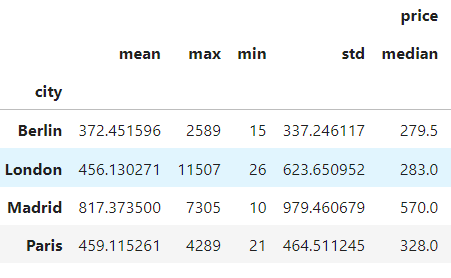 price
mean max min std median
city
Berlin 372.451596 2589 15 337.246117 279.5
London 456.130271 11507 26 623.650952 283.0
Madrid 817.373500 7305 10 979.460679 570.0
Paris 459.115261 4289 21 464.511245 328.0